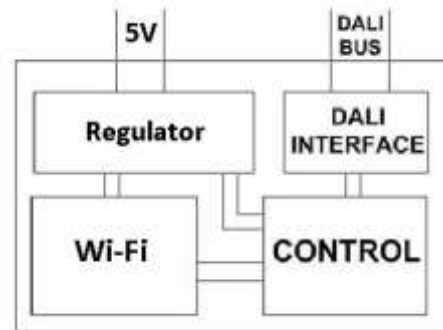 5V
DALI
BUS
Regulator
DALI
INTERFACE
Wi-Fi
CONTROL